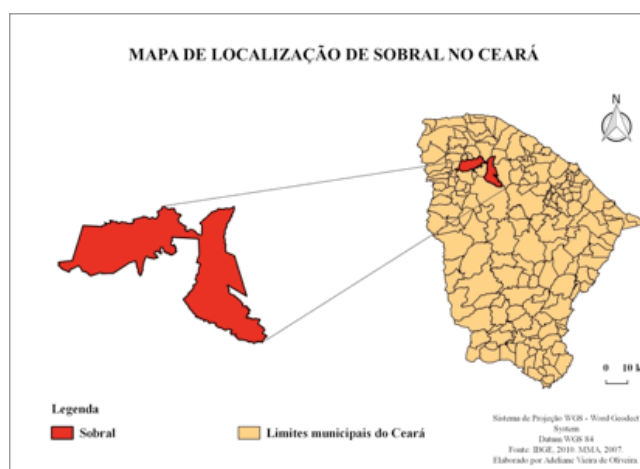 MAPA DE LOCALIZAÇÃO DE SOBRAL NO CEARÁ
N
0 10 k
Legenda
Sobral
Limites municipais do Ceará
Sistema de Projeção WGS - Word Geodect
System
Datum WGS 84
Fonte: IBGE, 2010. MMA, 2007.
Elaborado por Adeliane Vieira de Oliveira